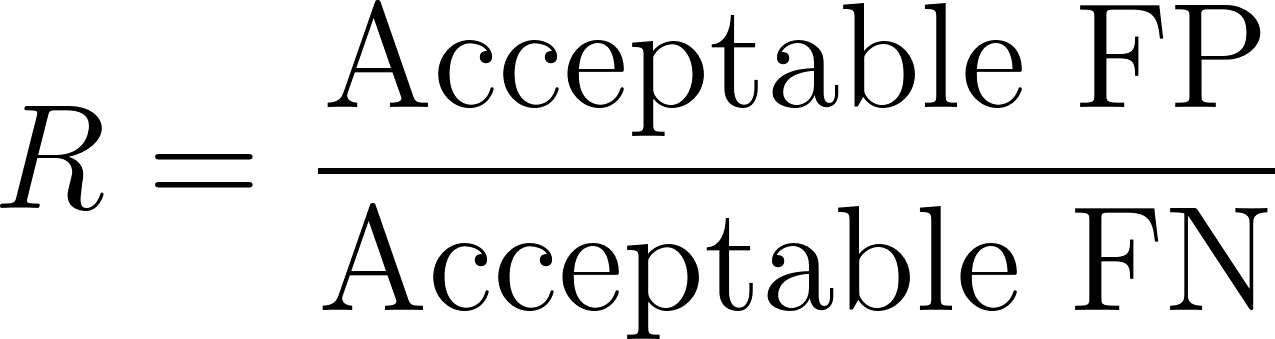 R = Acceptable FP
Acceptable FN